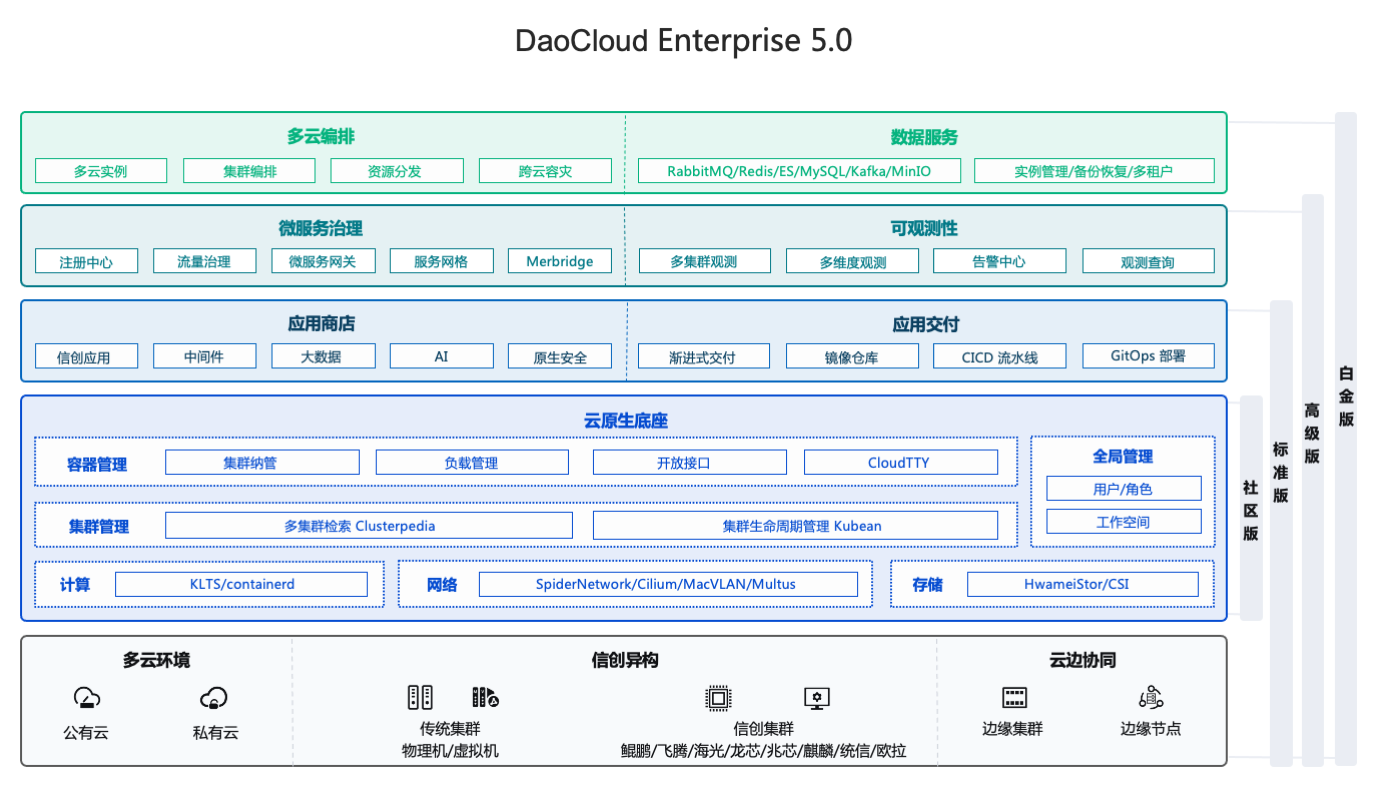 DaoCloud Enterprise 5.0
多云编排
多云实例
集群编排
资源分发
跨云容灾
数据服务
RabbitMQ/Redis/ES/MySQL/Kafka/MinIO
实例管理/备份恢复/多租户
微服务治理
注册中心
流量治理
微服务网关
服务网格
Merbridge
可观测性
多集群观测
多维度观测
告警中心
观测查询
应用商店
信创应用
中间件
大数据
AI
原生安全
应用交付
渐进式交付
镜像仓库
CICD 流水线
GitOps 部署
云原生底座
容器管理
集群纳管
负载管理
开放接口
CloudTTY
集群管理
多集群检索 Clusterpedia
集群生命周期管理 Kubean
全局管理
用户/角色
工作空间
计算
KLTS/containerd
网络
SpiderNetwork/Cilium/MacVLAN/Multus
存储
HwameiStor/CSI
多云环境
公有云
私有云
信创异构
传统集群
物理机/虚拟机
信创集群
鲲鹏/飞腾/海光/龙芯/兆芯/麒麟/统信/欧拉
云边协同
边缘集群
边缘节点
社区版
标准版
高级版
白金版